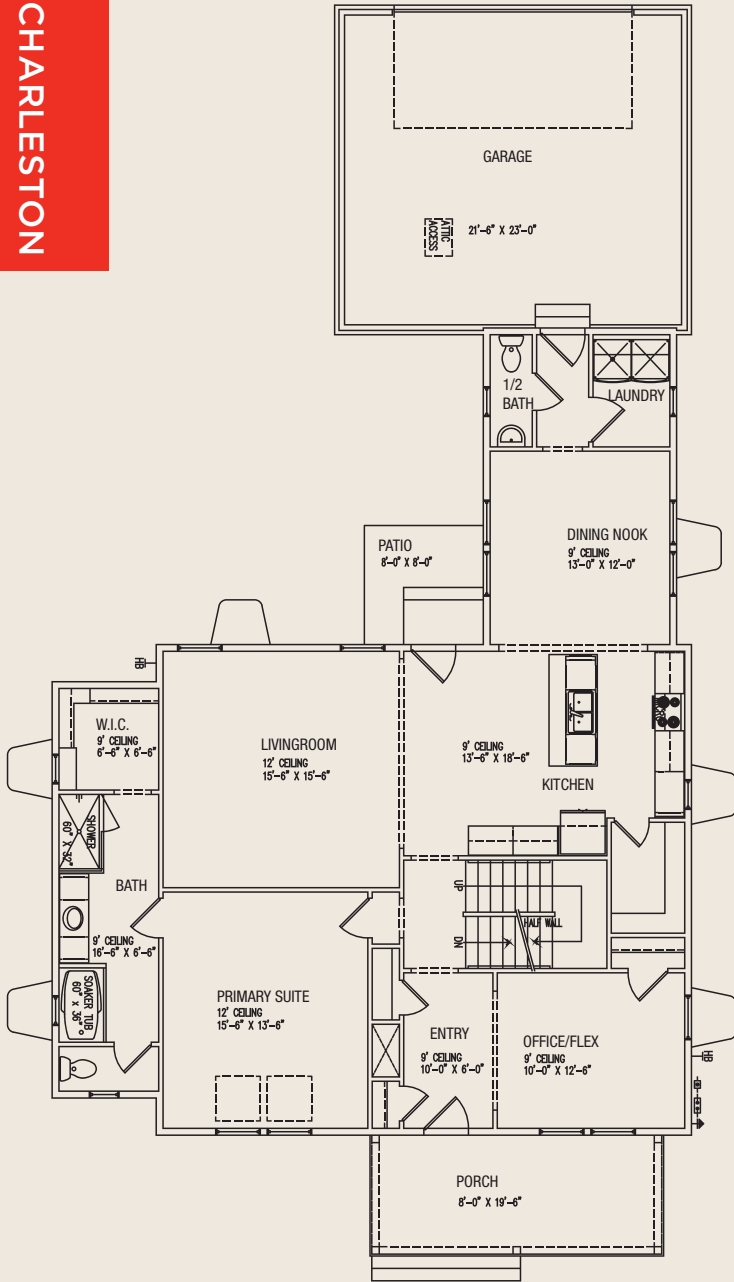 CHARLESTON
GARAGE
ATTIC
ACCESS
21'-6" X 23'-0"
1/2
BATH
LAUNDRY
DINING NOOK
9' CEILING
13'-0" X 12'-0"
PATIO
8'-0" X 8'-0"
HB
W.I.C.
9' CEILING
6'-6" X 6'-6"
LIVINGROOM
12' CEILING
15'-6" X 15'-6"
9' CEILING
13'-6" X 18'-6"
KITCHEN
SHOWER
60" X 32"
BATH
9' CEILING
16'-6" X 6'-6"
UP
DN
HALF WALL
SOAKER TUB
60" X 36"
PRIMARY SUITE
12' CEILING
15'-6" X 13'-6"
ENTRY
9' CEILING
10'-0" X 6'-0"
OFFICE/FLEX
9' CEILING
10'-0" X 12'-6"
HB
PORCH
8'-0" X 19'-6"